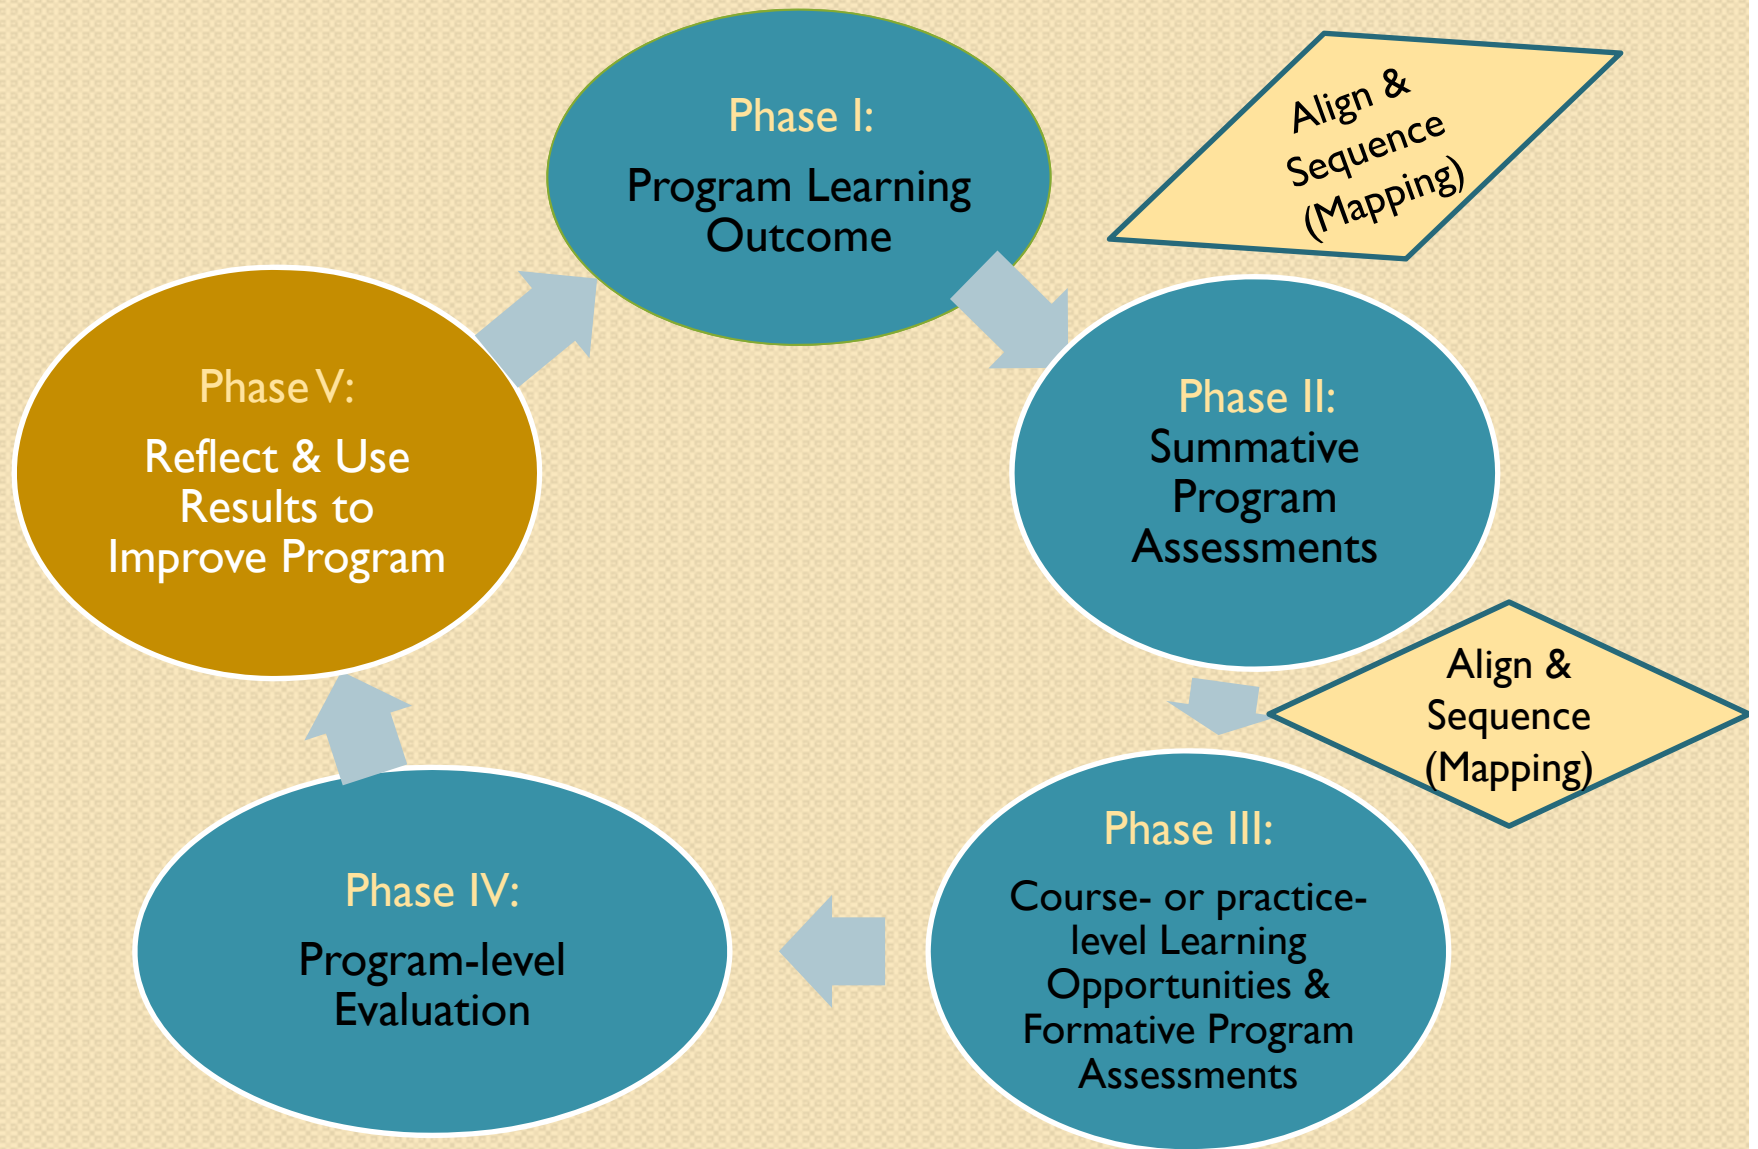 Phase I:
Program Learning
Outcome
Align &
Sequence
(Mapping)
Phase II:
Summative
Program
Assessments
Align &
Sequence
(Mapping)
Phase III:
Course- or practice-
level Learning
Opportunities &
Formative Program
Assessments
Phase IV:
Program-level
Evaluation
Phase V:
Reflect & Use
Results to
Improve Program